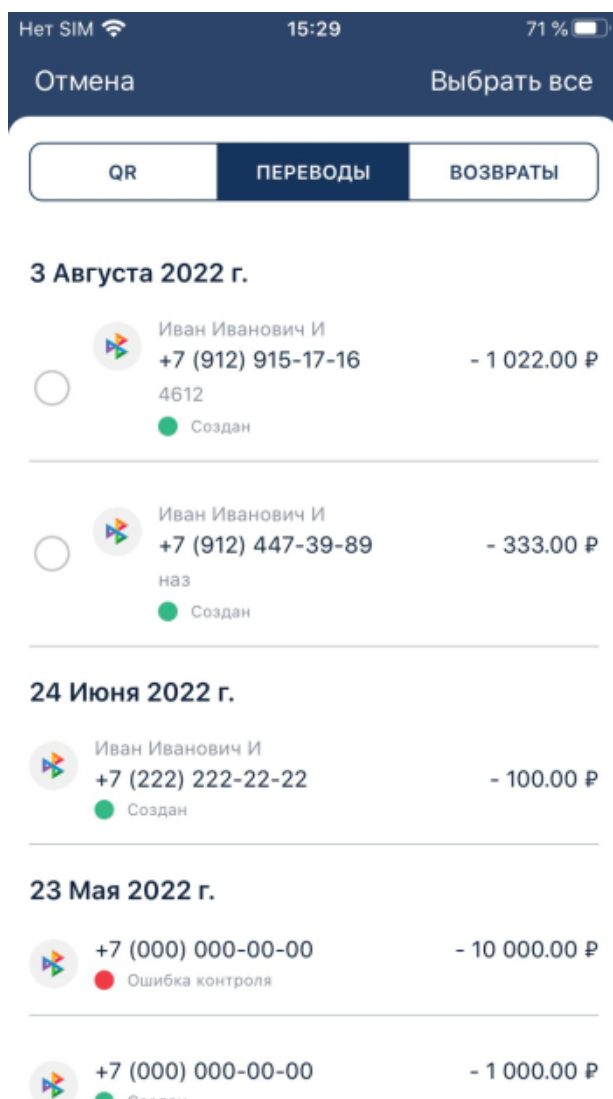 Нет SIM 15:29 71 %
Отмена Выбрать все
QR ПЕРЕВОДЫ ВОЗВРАТЫ
3 Августа 2022 г.
Иван Иванович И
+7 (912) 915-17-16 - 1 022.00 ₽
4612
Создан
Иван Иванович И
+7 (912) 447-39-89 - 333.00 ₽
наз
Создан
24 Июня 2022 г.
Иван Иванович И
+7 (222) 222-22-22 - 100.00 ₽
Создан
23 Мая 2022 г.
+7 (000) 000-00-00 - 10 000.00 ₽
Ошибка контроля
+7 (000) 000-00-00 - 1 000.00 ₽